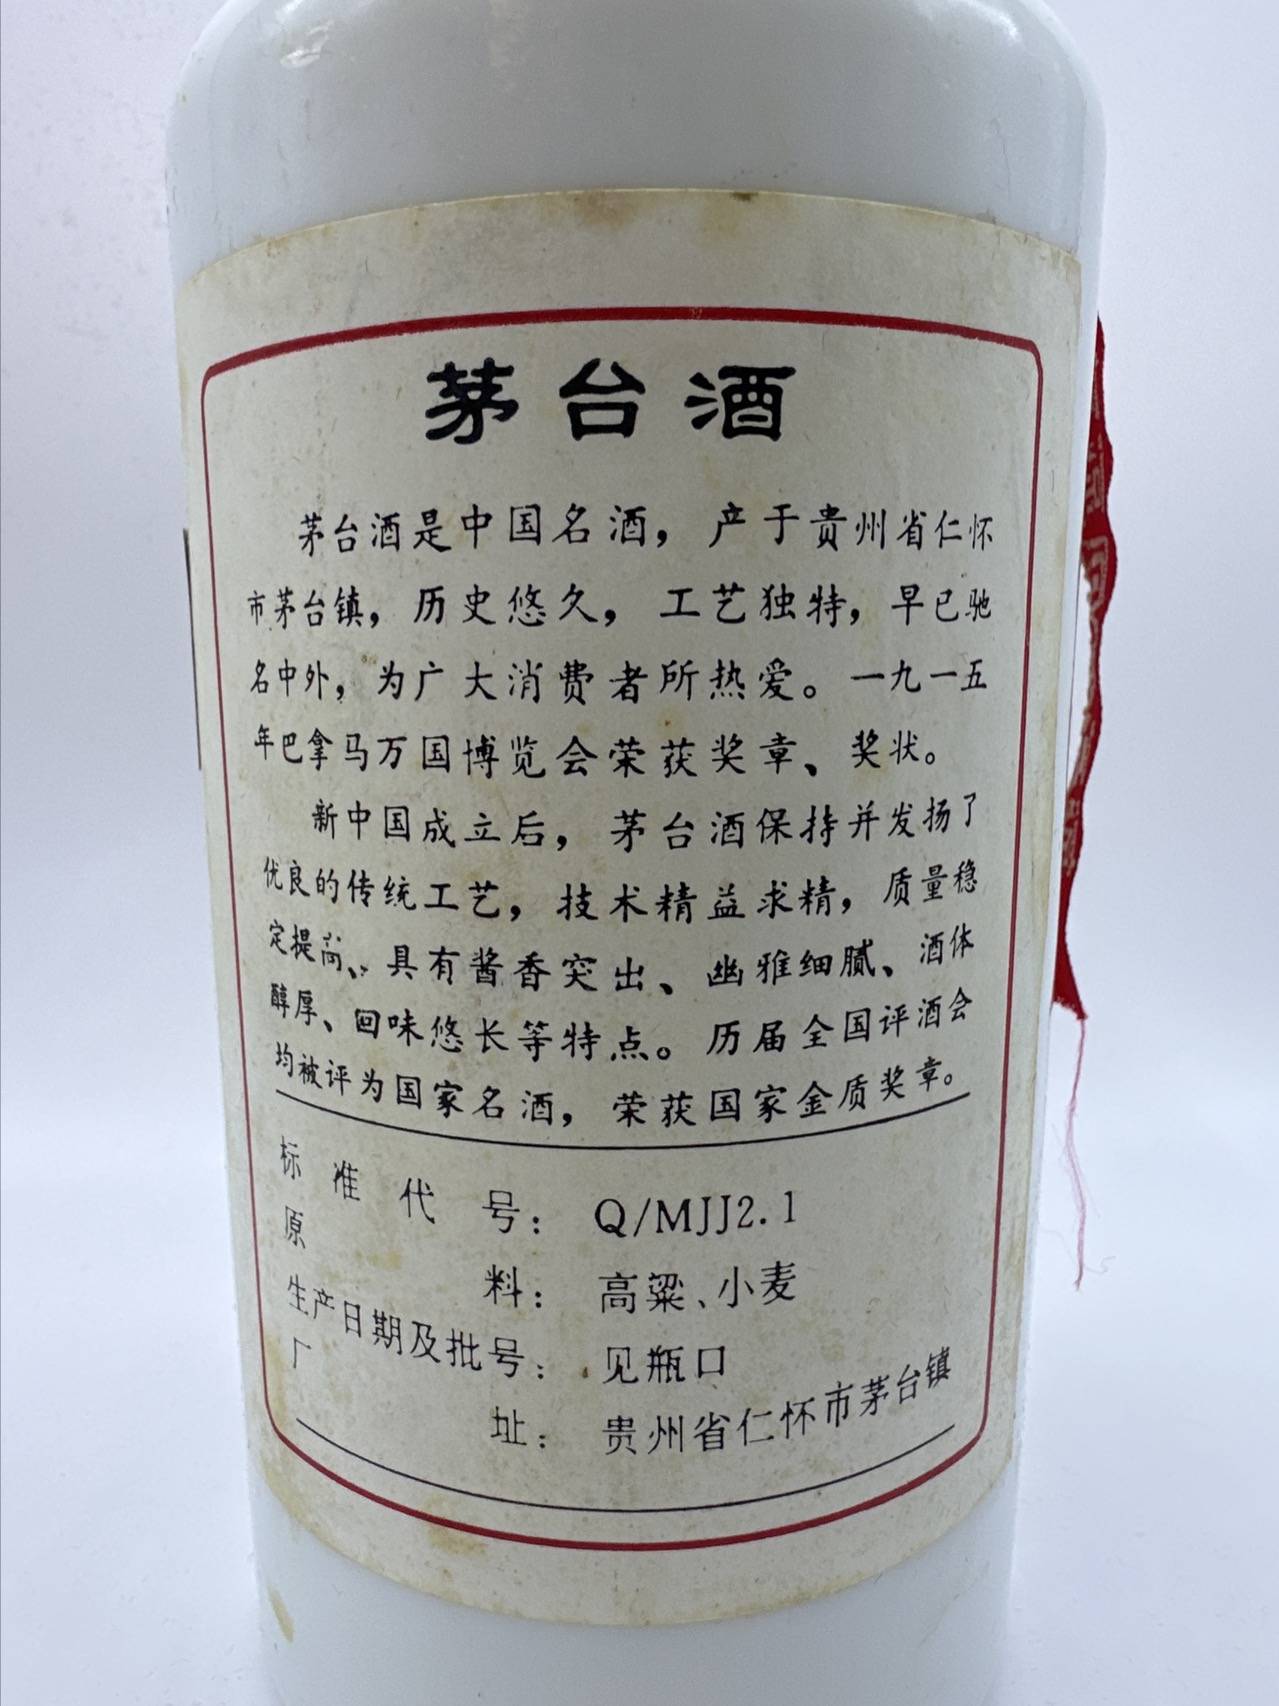 茅台酒
茅台酒是中国名酒，产于贵州省仁怀
市茅台镇，历史悠久，工艺独特，早已驰
名中外，为广大消费者所热爱。一九一五
年巴拿马万国博览会荣获奖章、奖状。
新中国成立后，茅台酒保持并发扬了
优良的传统工艺，技术精益求精，质量稳
定提高、具有酱香突出、幽雅细腻、酒体
醇厚、回味悠长等特点。历届全国评酒会
均被评为国家名酒，荣获国家金质奖章。
标准代号：Q/MJJ2.1
原料：高粱、小麦
生产日期及批号：见瓶口
厂址：贵州省仁怀市茅台镇